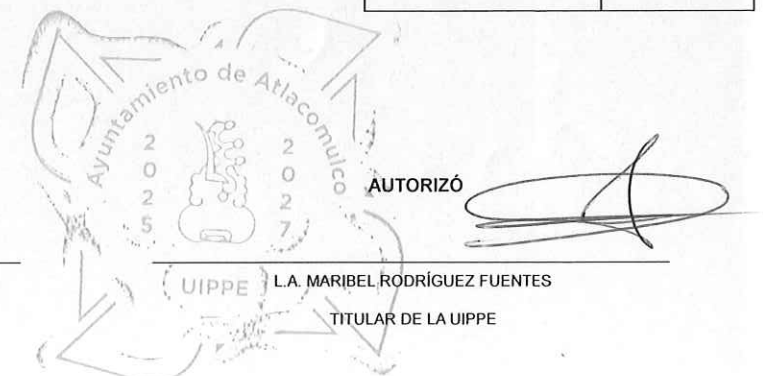 Ayuntamiento de Atlacomulco
2025
2027
AUTORIZÓ
UIPPE
L.A. MARIBEL RODRÍGUEZ FUENTES
TITULAR DE LA UIPPE